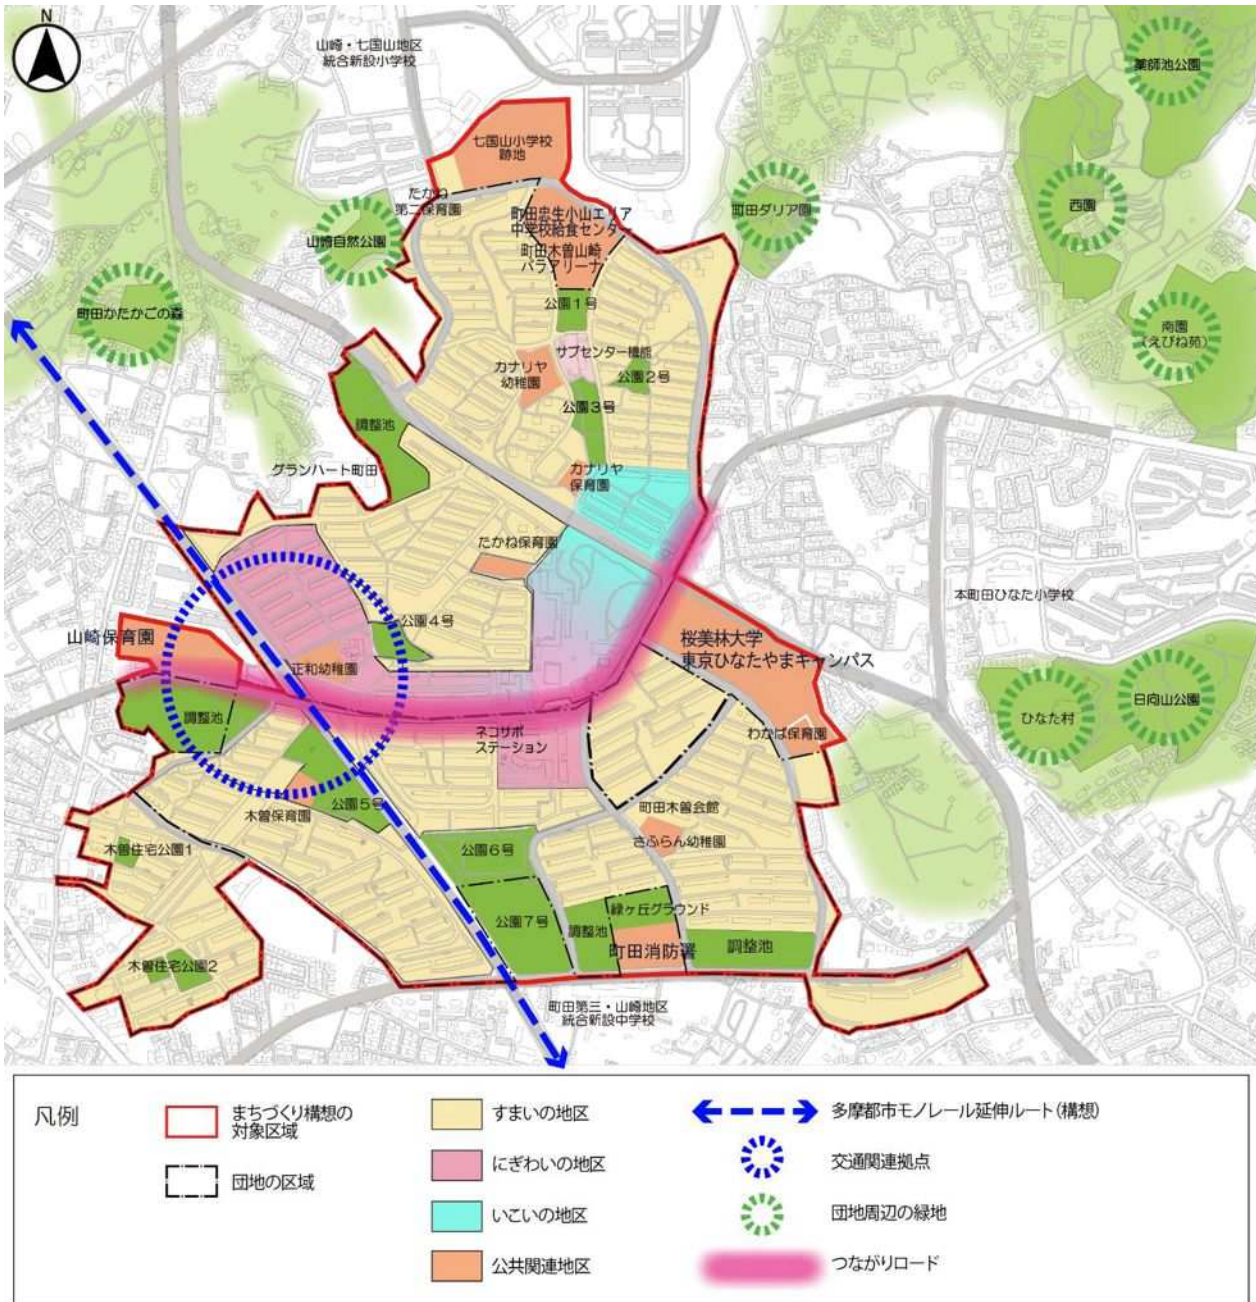 N
山崎・七国山地区
統合新設小学校
薬師池公園
七国山小学校
跡地
たかね
第二保育園
町田忠生小山エリア
中学校給食センター
町田ダリア園
西園
山崎自然公園
町田木曽山崎
パラアリーナ
町田かたかごの森
公園1号
南園
(えびね苑)
サブセンター機能
カナリヤ
幼稚園
公園2号
公園3号
調整池
グランハート町田
カナリヤ
保育園
たかね保育園
本町田ひなた小学校
公園4号
山崎保育園
正和幼稚園
桜美林大学
東京ひなたやまキャンパス
調整池
ネコサポ
ステーション
わかば保育園
ひなた村
日向山公園
木曽保育園
公園5号
町田木曽会館
さふらん幼稚園
木曽住宅公園1
公園6号
公園7号
緑ヶ丘グラウンド
調整池
町田消防署
調整池
木曽住宅公園2
町田第三・山崎地区
統合新設中学校
凡例
まちづくり構想の
対象区域
団地の区域
すまいの地区
にぎわいの地区
いこいの地区
公共関連地区
多摩都市モノレール延伸ルート(構想)
交通関連拠点
団地周辺の緑地
つながりロード